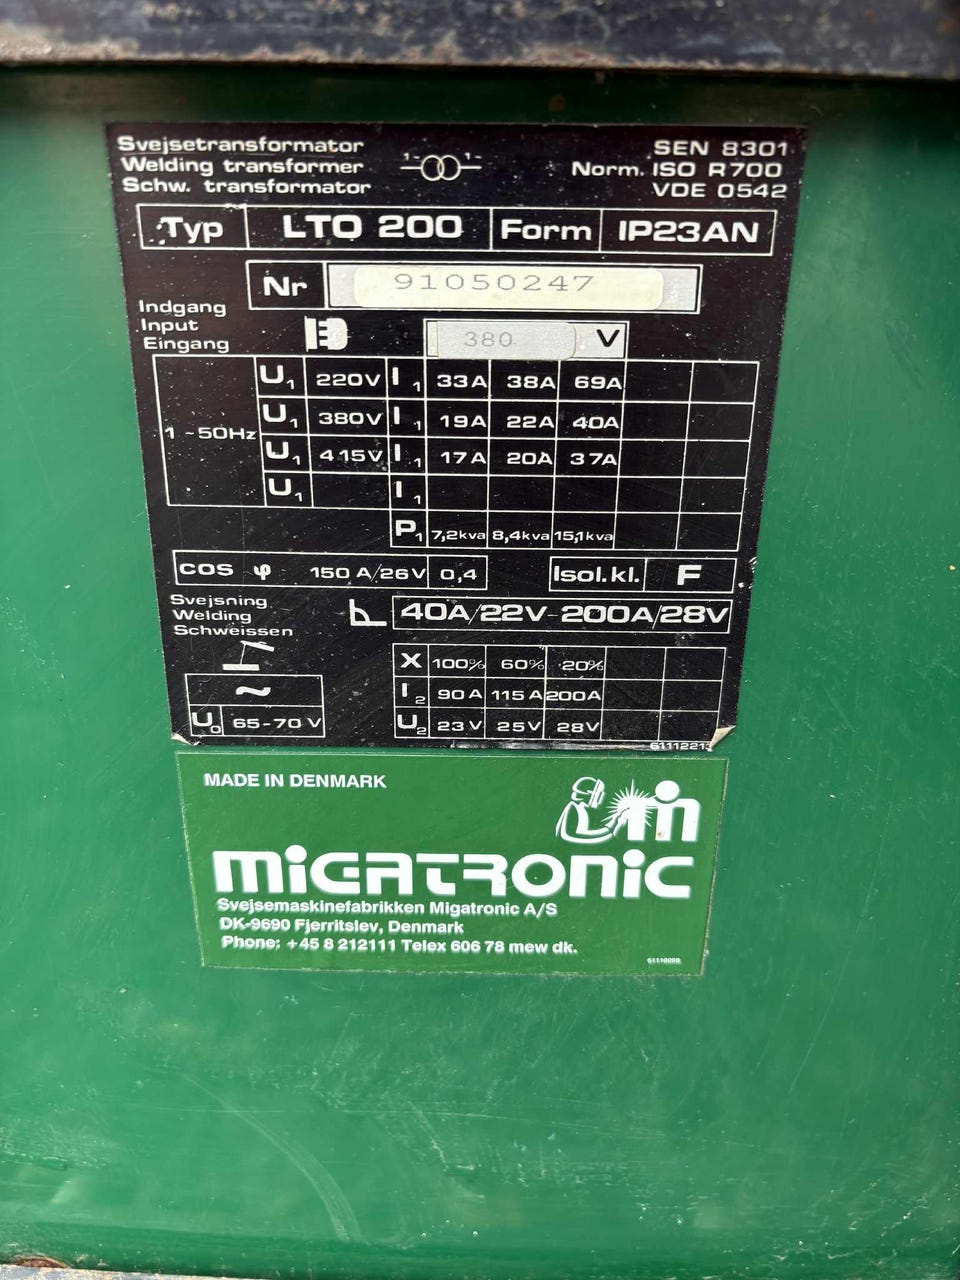 Svejsetransformator
Welding transformer
Schw. transformator
1- -1-
SEN 8301
Norm. ISO R700
VDE 0542
Typ LTO 200 Form IP23AN
Nr 91050247
Indgang
Input
Eingang
380 V
1 ~ 50Hz
U1 220V I1 33A 38A 69A
U1 380V I1 19A 22A 40A
U1 415V I1 17A 20A 37A
U1 I1
P1 7,2kva 8,4kva 15,1kva
cos φ 150 A/26V 0,4 Isol.kl. F
Svejsning
Welding
Schweissen
40A/22V-200A/28V
X 100% 60% 20%
~ I2 90A 115A 200A
U0 65-70 V U2 23V 25V 28V
MADE IN DENMARK
m
MIGATRONIC
Svejsemaskinefabrikken Migatronic A/S
DK-9690 Fjerritslev, Denmark
Phone: +45 8 212111 Telex 606 78 mew dk.